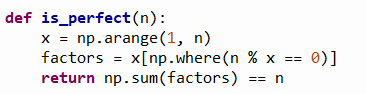 def is_perfect(n):
    x = np.arange(1, n)
    factors = x[np.where(n % x == 0)]
    return np.sum(factors) == n